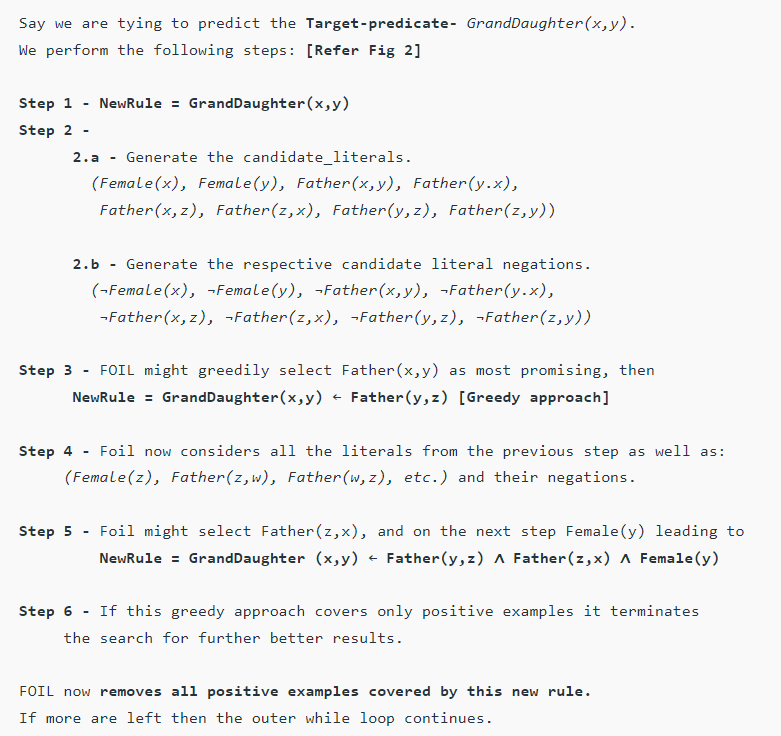 Say we are tying to predict the Target-predicate- GrandDaughter(x,y).
We perform the following steps: [Refer Fig 2]
Step 1 - NewRule = GrandDaughter(x,y)
Step 2 -
2.a - Generate the candidate_literals.
(Female(x), Female(y), Father(x,y), Father(y.x),
Father(x,z), Father(z,x), Father(y,z), Father(z,y))
2.b - Generate the respective candidate literal negations.
(¬Female(x), ¬Female(y), ¬Father(x,y), ¬Father(y.x),
¬Father(x,z), ¬Father(z,x), ¬Father(y,z), ¬Father(z,y))
Step 3 - FOIL might greedily select Father(x,y) as most promising, then
NewRule = GrandDaughter(x,y) ← Father(y,z) [Greedy approach]
Step 4 - Foil now considers all the literals from the previous step as well as:
(Female(z), Father(z,w), Father(w,z), etc.) and their negations.
Step 5 - Foil might select Father(z,x), and on the next step Female(y) leading to
NewRule = GrandDaughter (x,y) ← Father(y,z) ∧ Father(z,x) ∧ Female(y)
Step 6 - If this greedy approach covers only positive examples it terminates
the search for further better results.
FOIL now removes all positive examples covered by this new rule.
If more are left then the outer while loop continues.